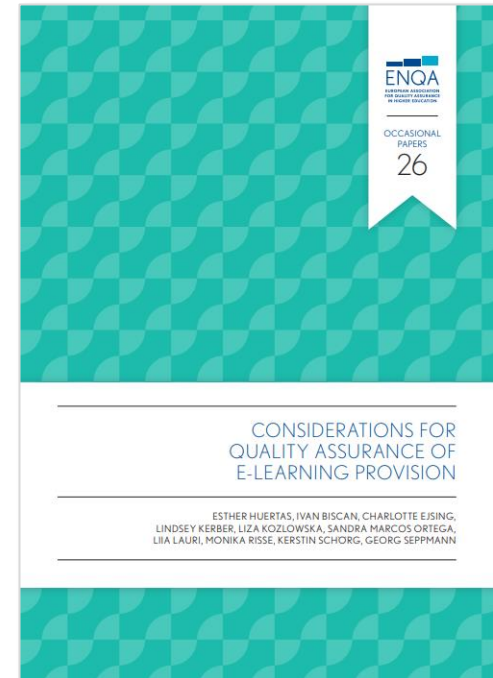 ENQA
EUROPEAN ASSOCIATION
FOR QUALITY ASSURANCE
IN HIGHER EDUCATION
OCCASIONAL
PAPERS
26
CONSIDERATIONS FOR
QUALITY ASSURANCE OF
E-LEARNING PROVISION
ESTHER HUERTAS, IVAN BISCAN, CHARLOTTE EJSING,
LINDSEY KERBER, LIZA KOZLOWSKA, SANDRA MARCOS ORTEGA,
LIIA LAURI, MONIKA RISSE, KERSTIN SCHÖRG, GEORG SEPPMANN